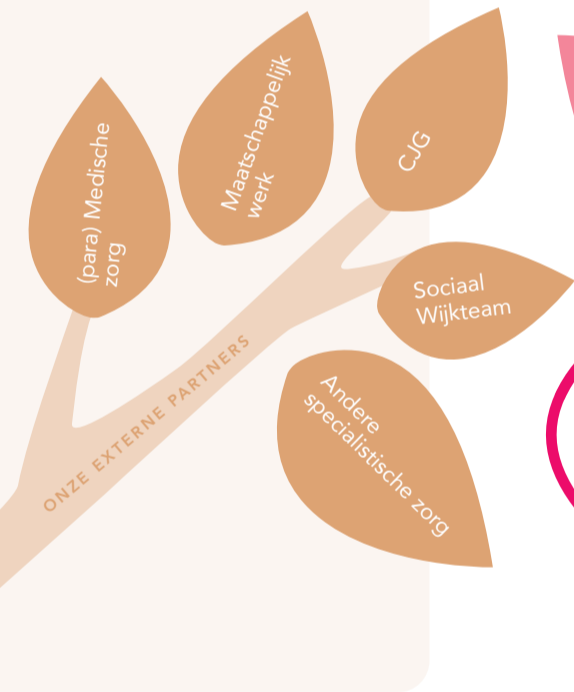 (para) Medische
zorg
Maatschappelijk
werk
CJG
Sociaal
Wijkteam
Andere
specialistische zorg
ONZE EXTERNE PARTNERS